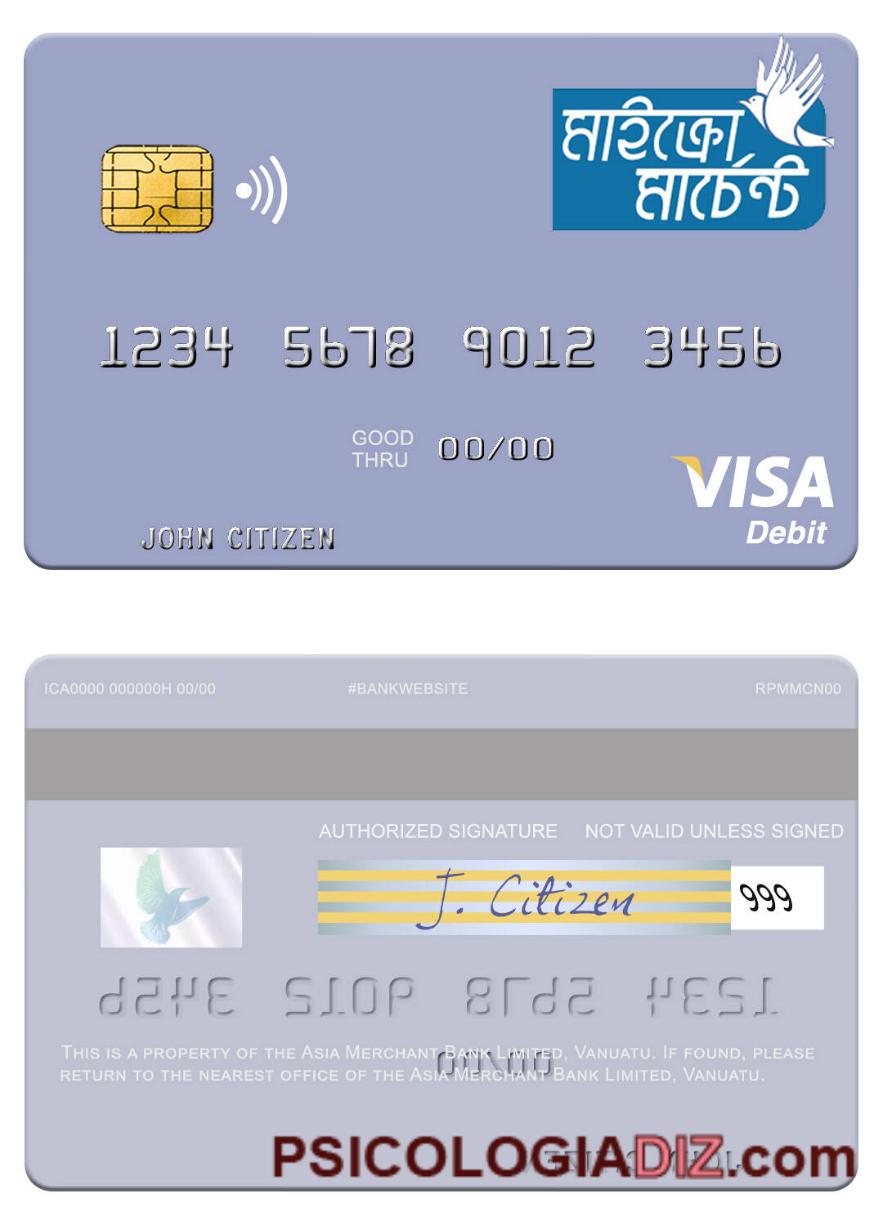 মাইক্রো
মার্চেন্ট
1234 5678 9012 3456
GOOD
THRU 00/00
VISA
Debit
JOHN CITIZEN
ICA0000 000000H 00/00 #BANKWEBSITE RPMMCN00
AUTHORIZED SIGNATURE NOT VALID UNLESS SIGNED
J. Citizen 999
THIS IS A PROPERTY OF THE ASIA MERCHANT BANK LIMITED, VANUATU. IF FOUND, PLEASE
RETURN TO THE NEAREST OFFICE OF THE ASIA MERCHANT BANK LIMITED, VANUATU.
PSICOLOGIADIZ.com